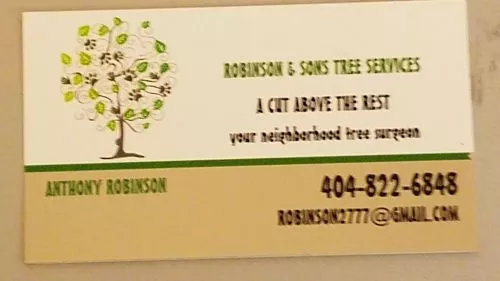 ROBINSON & SONS TREE SERVICES
A CUT ABOVE THE REST
your neighborhood tree surgeon
ANTHONY ROBINSON
404-822-6848
ROBINSON2777@GMAIL.COM